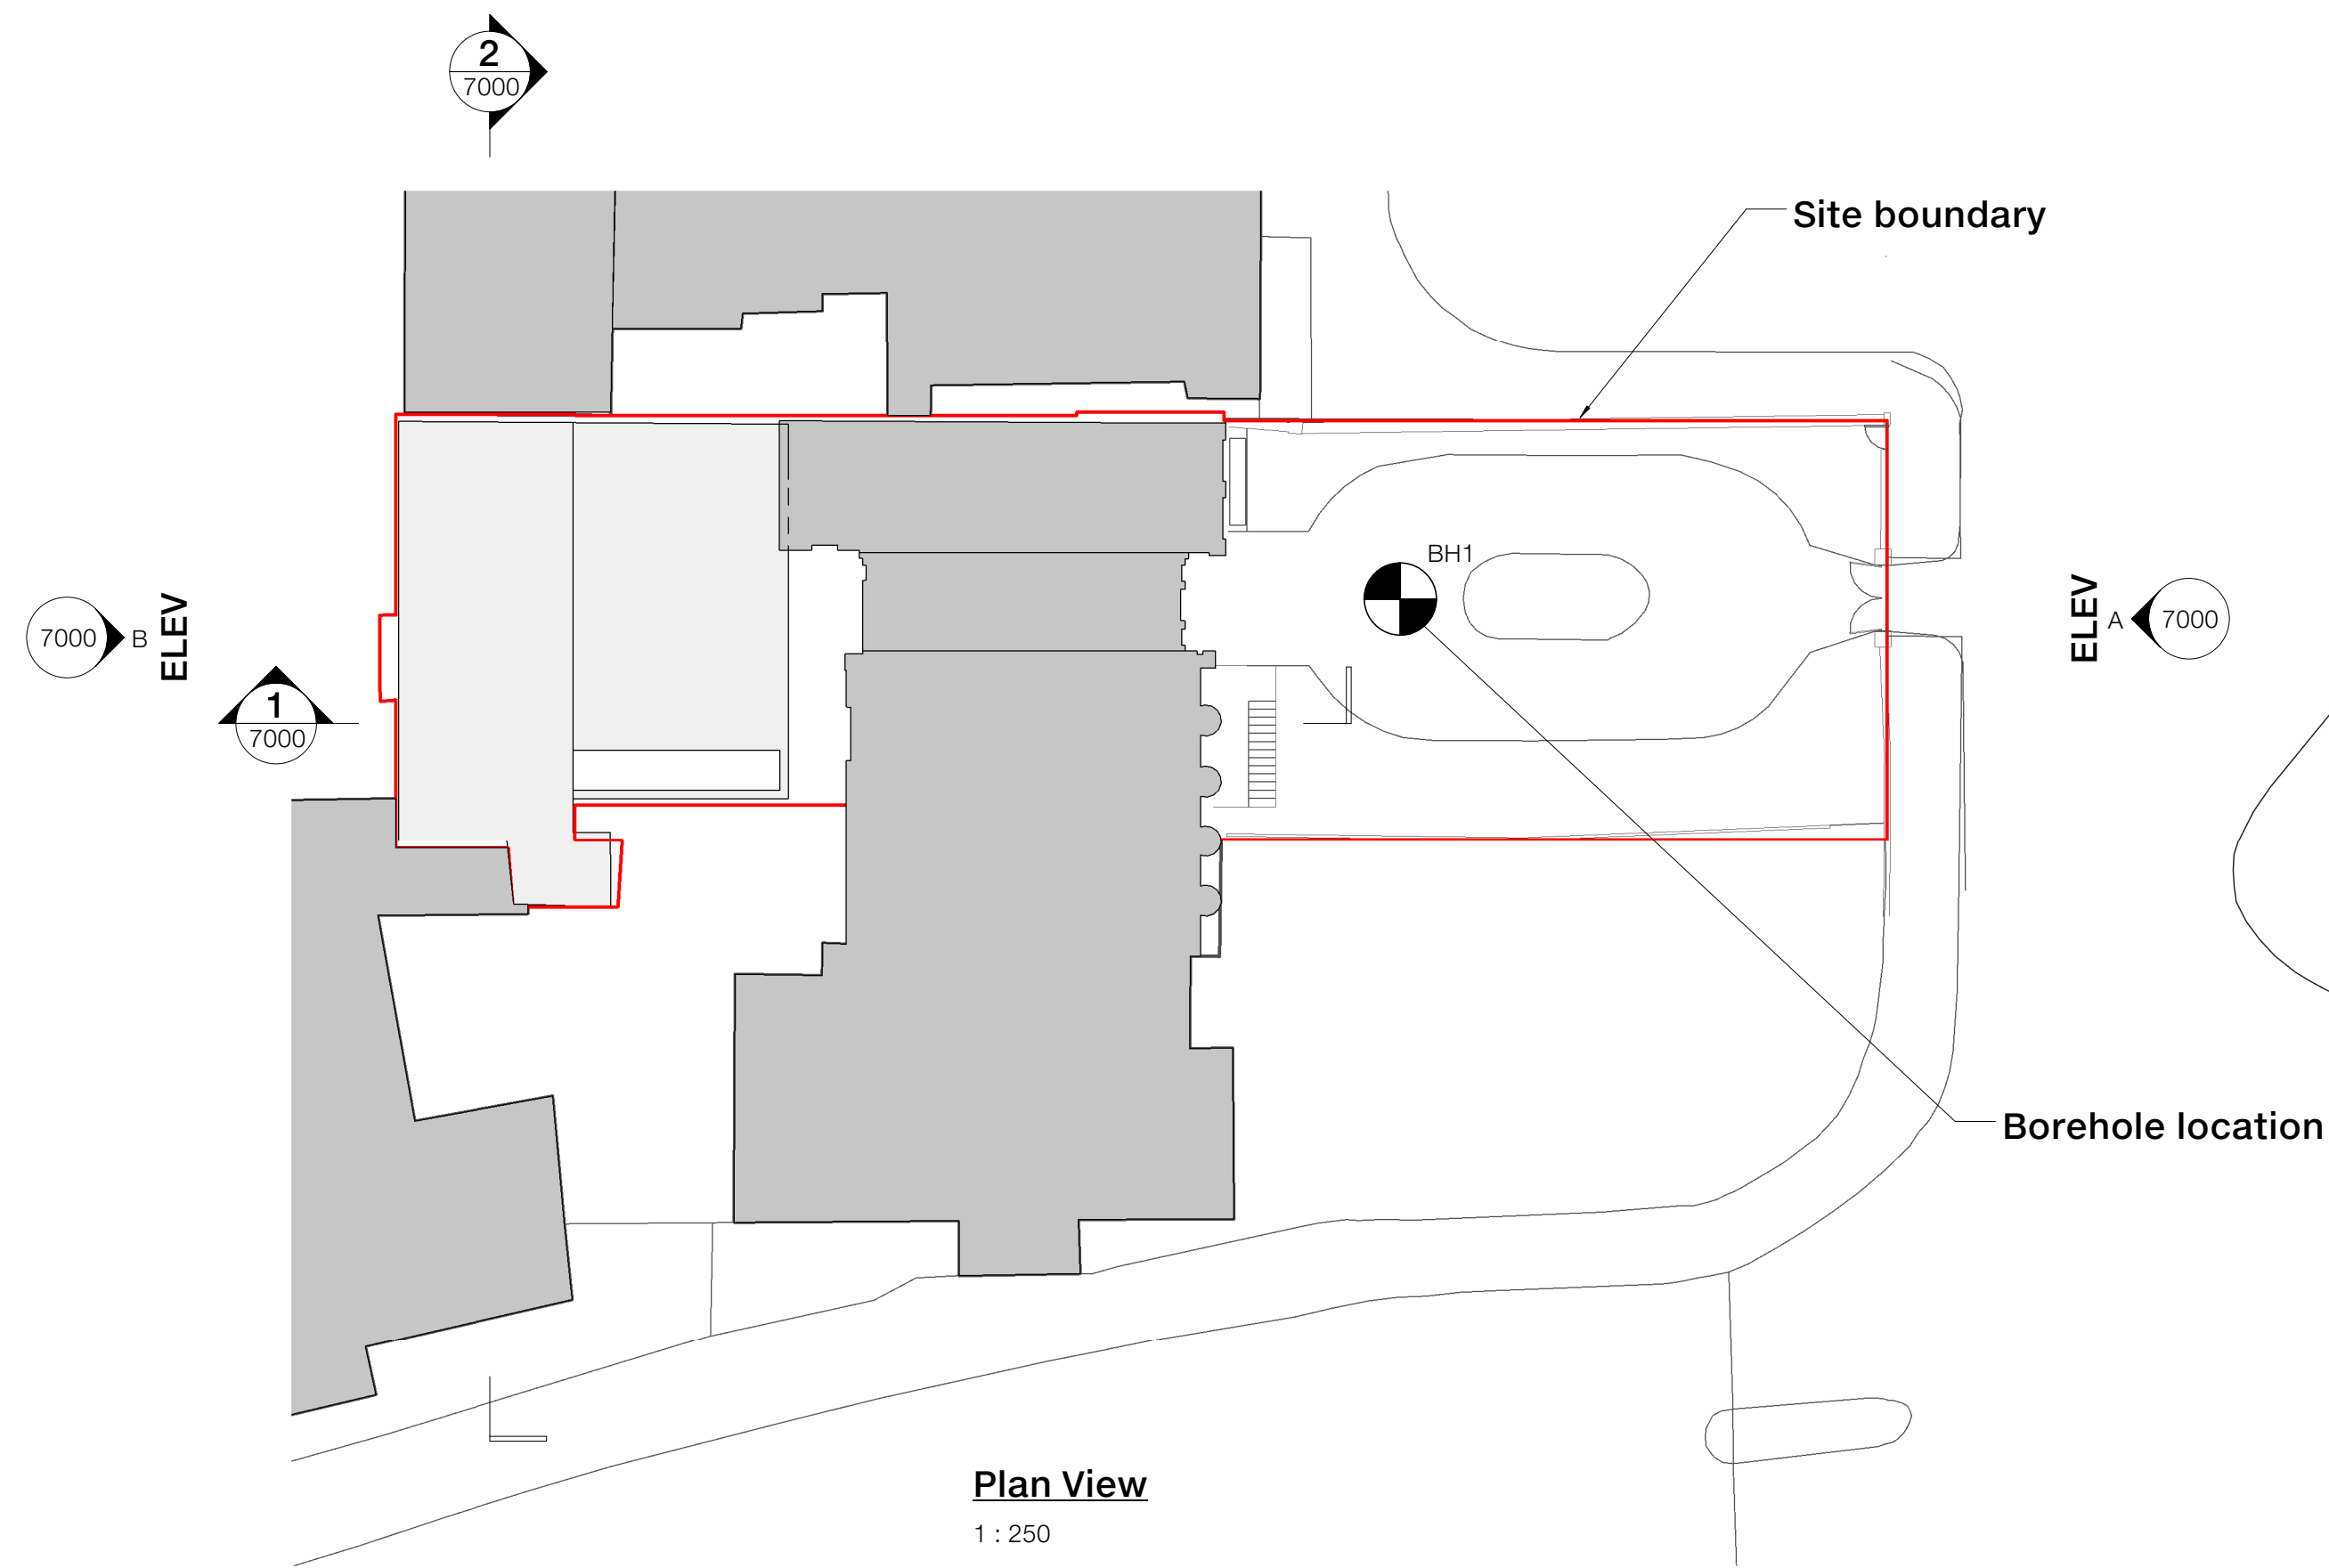 2
7000
Site boundary
BH1
ELEV
7000
B
1
7000
ELEV
A
7000
Borehole location
Plan View
1 : 250